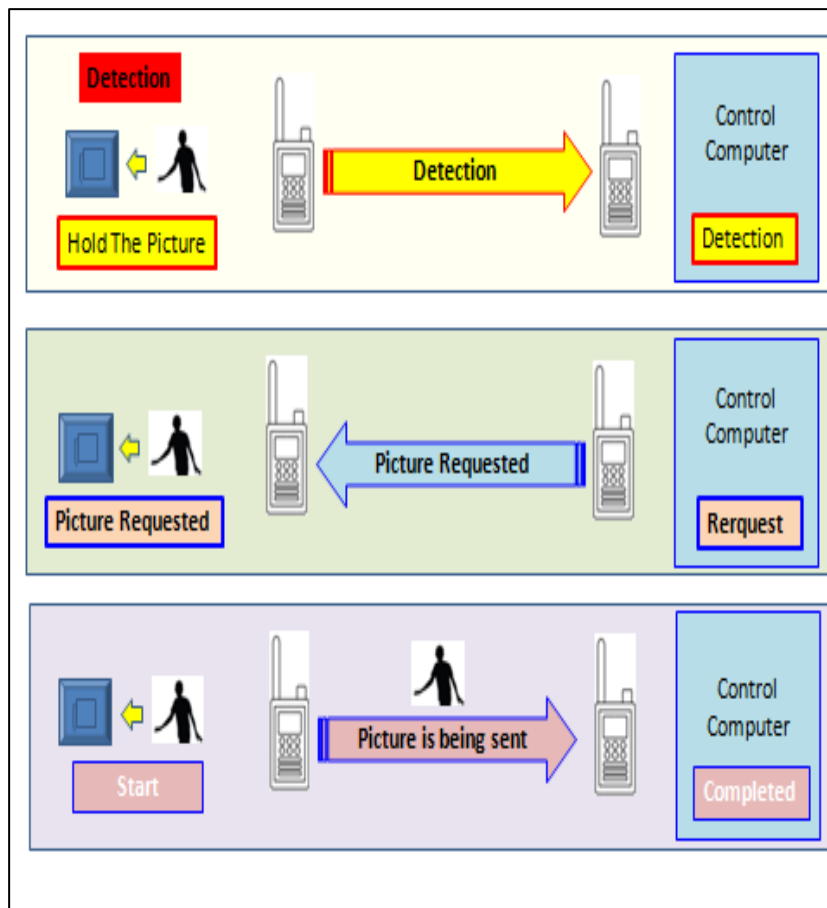 Detection
Hold The Picture
Detection
Control
Computer
Detection
Picture Requested
Picture Requested
Control
Computer
Rerquest
Start
Picture is being sent
Control
Computer
Completed